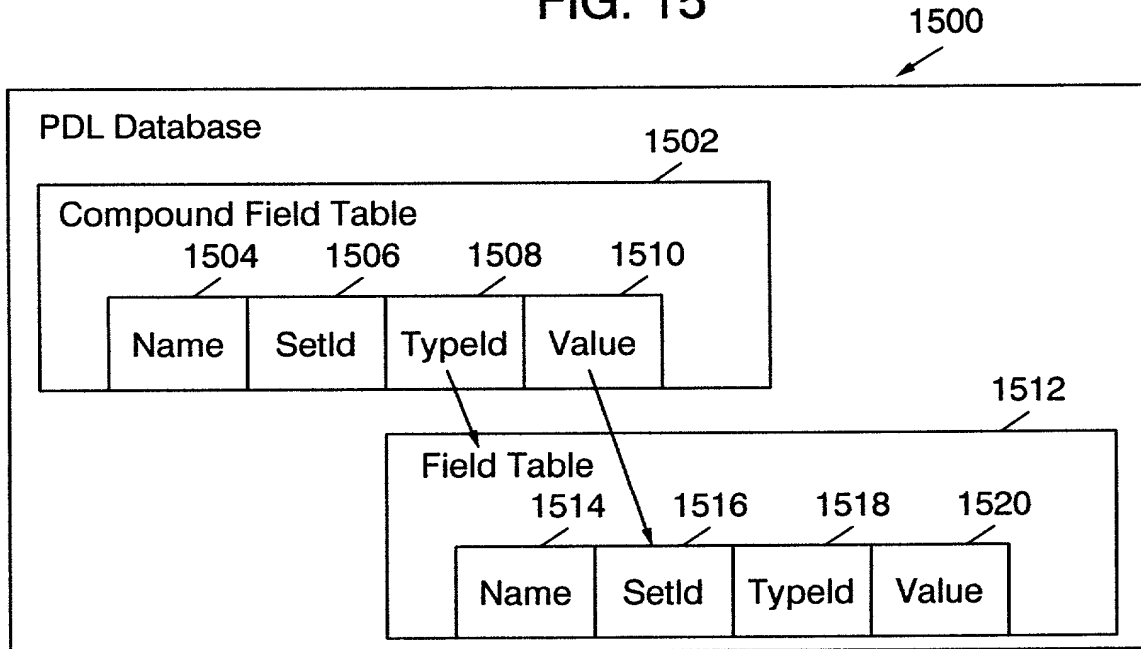 FIG. 15
1500
PDL Database
1502
Compound Field Table
1504 1506 1508 1510
Name SetId TypeId Value
1512
Field Table
1514 1516 1518 1520
Name SetId TypeId Value